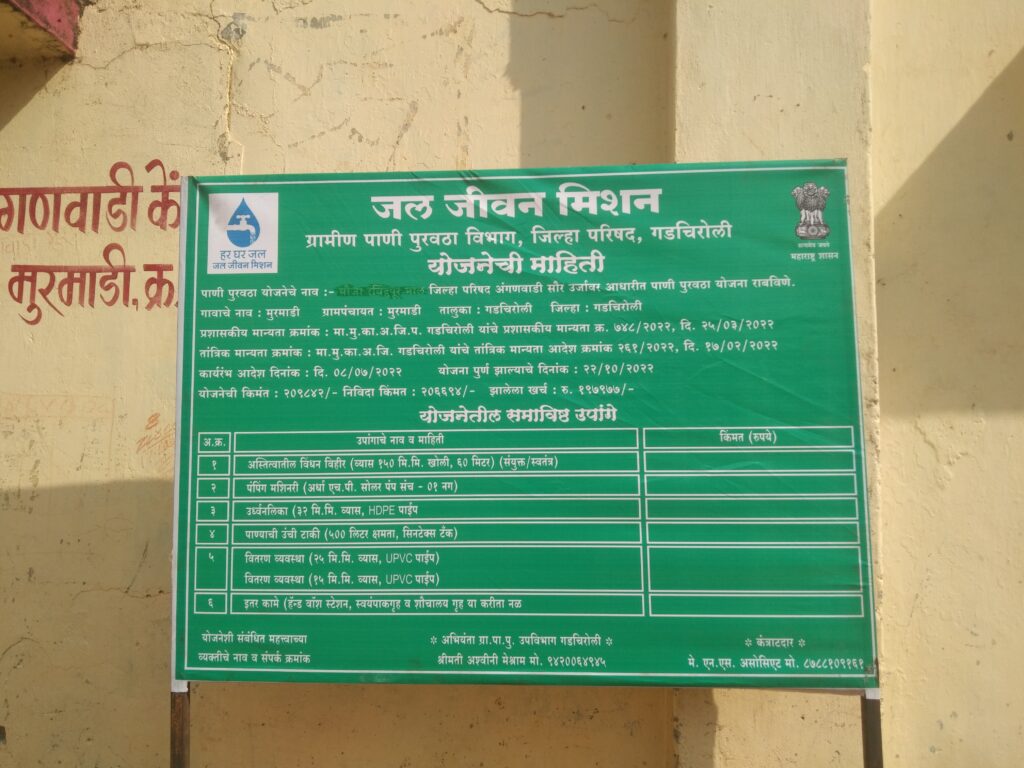 गणवाडी कें
मुरमाडी, क्र.
हर घर जल
जल जीवन मिशन
जल जीवन मिशन
ग्रामीण पाणी पुरवठा विभाग, जिल्हा परिषद, गडचिरोली
योजनेची माहिती
सत्यमेव जयते
महाराष्ट्र शासन
पाणी पुरवठा योजनेचे नाव :- जिल्हा परिषद अंगणवाडी सौर उर्जावर आधारीत पाणी पुरवठा योजना राबविणे.
गावाचे नाव : मुरमाडी ग्रामपंचायत : मुरमाडी तालुका : गडचिरोली जिल्हा : गडचिरोली
प्रशासकीय मान्यता क्रमांक : मा.मु.का.अ.जि.प. गडचिरोली यांचे प्रशासकीय मान्यता क्र. ७४८/२०२२, दि. २५/०३/२०२२
तांत्रिक मान्यता क्रमांक : मा.मु.का.अ.जि. गडचिरोली यांचे तांत्रिक मान्यता आदेश क्रमांक २६१/२०२२, दि. १७/०२/२०२२
कार्यरंभ आदेश दिनांक : दि. ०८/०७/२०२२ योजना पुर्ण झाल्याचे दिनांक : २२/१०/२०२२
योजनेची किमंत : २०९८४२/- निविदा किंमत : २०६६९४/- झालेला खर्च : रु. १९७९७७/-
योजनेतील समाविष्ठ उपांगे
अ.क्र. उपांगाचे नाव व माहिती किंमत (रुपये)
१ अस्तित्वातील विंधन विहीर (व्यास १५० मि.मि. खोली, ६० मिटर) (संयुक्त/स्वतंत्र)
२ पंपिंग मशिनरी (अर्धा एच.पी. सोलर पंप संच - ०१ नग)
३ उर्ध्वनलिका (३२ मि.मि. व्यास, HDPE पाईप
४ पाण्याची उंची टाकी (५०० लिटर क्षमता, सिनटेक्स टँक)
५ वितरण व्यवस्था (२५ मि.मि. व्यास, UPVC पाईप)
वितरण व्यवस्था (१५ मि.मि. व्यास, UPVC पाईप)
६ इतर कामे (हॅन्ड वॉश स्टेशन, स्वयंपाकगृह व शौचालय गृह या करीता नळ
योजनेशी संबंधित महत्त्वाच्या
व्यक्तीचे नाव व संपर्क क्रमांक
❊ अभियंता ग्रा.पा.पु. उपविभाग गडचिरोली ❊
श्रीमती अश्वीनी मेश्राम मो. ९४२००६४९४५
❊ कंत्राटदार ❊
मे. एन.एस. असोसिएट मो. ८७८८१०९१६१